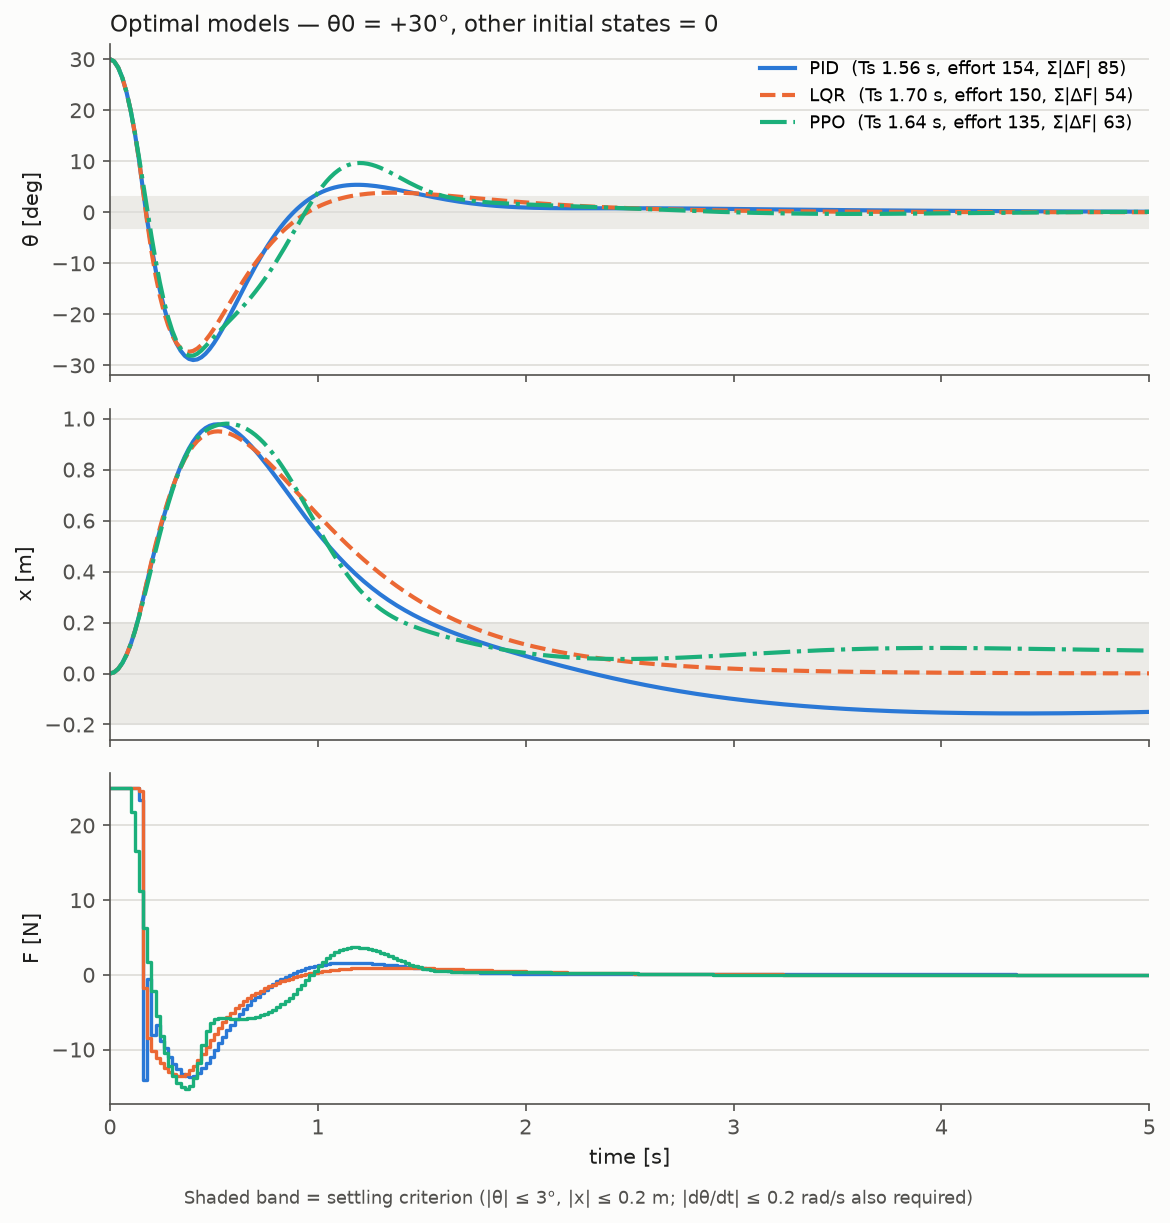 Optimal models — θ0 = +30°, other initial states = 0
PID (Ts 1.56 s, effort 154, Σ|ΔF| 85)
LQR (Ts 1.70 s, effort 150, Σ|ΔF| 54)
PPO (Ts 1.64 s, effort 135, Σ|ΔF| 63)
θ [deg]
30
20
10
0
−10
−20
−30
x [m]
1.0
0.8
0.6
0.4
0.2
0.0
−0.2
F [N]
20
10
0
−10
0 1 2 3 4 5
time [s]
Shaded band = settling criterion (|θ| ≤ 3°, |x| ≤ 0.2 m; |dθ/dt| ≤ 0.2 rad/s also required)